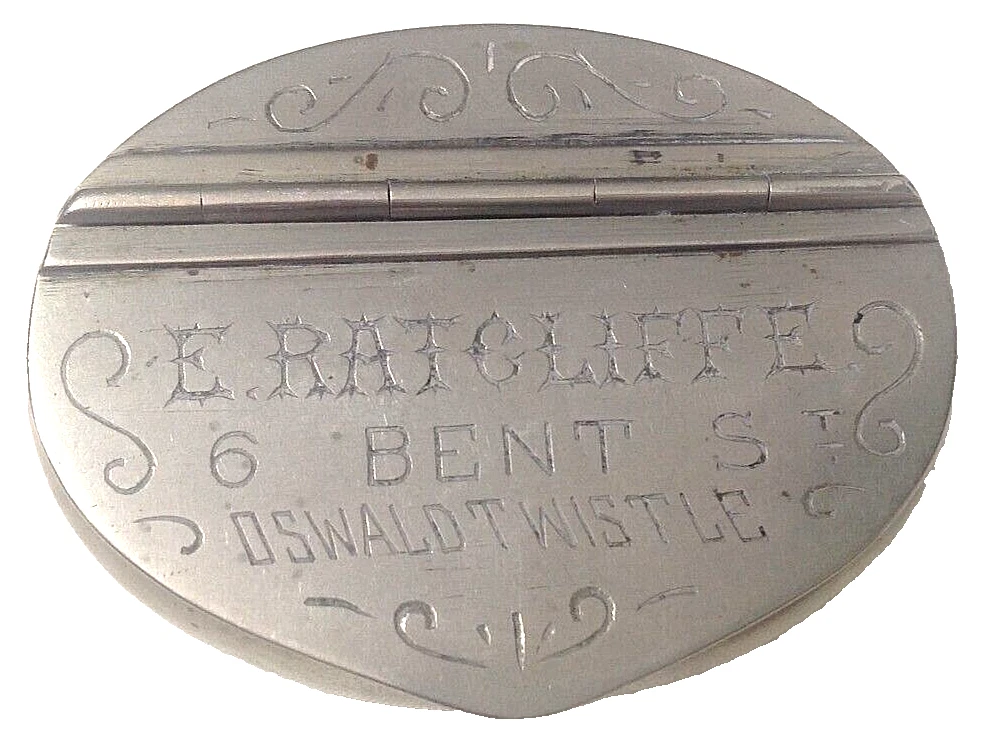 E. RATCLIFFE.
6 BENT ST
OSWALDTWISTLE